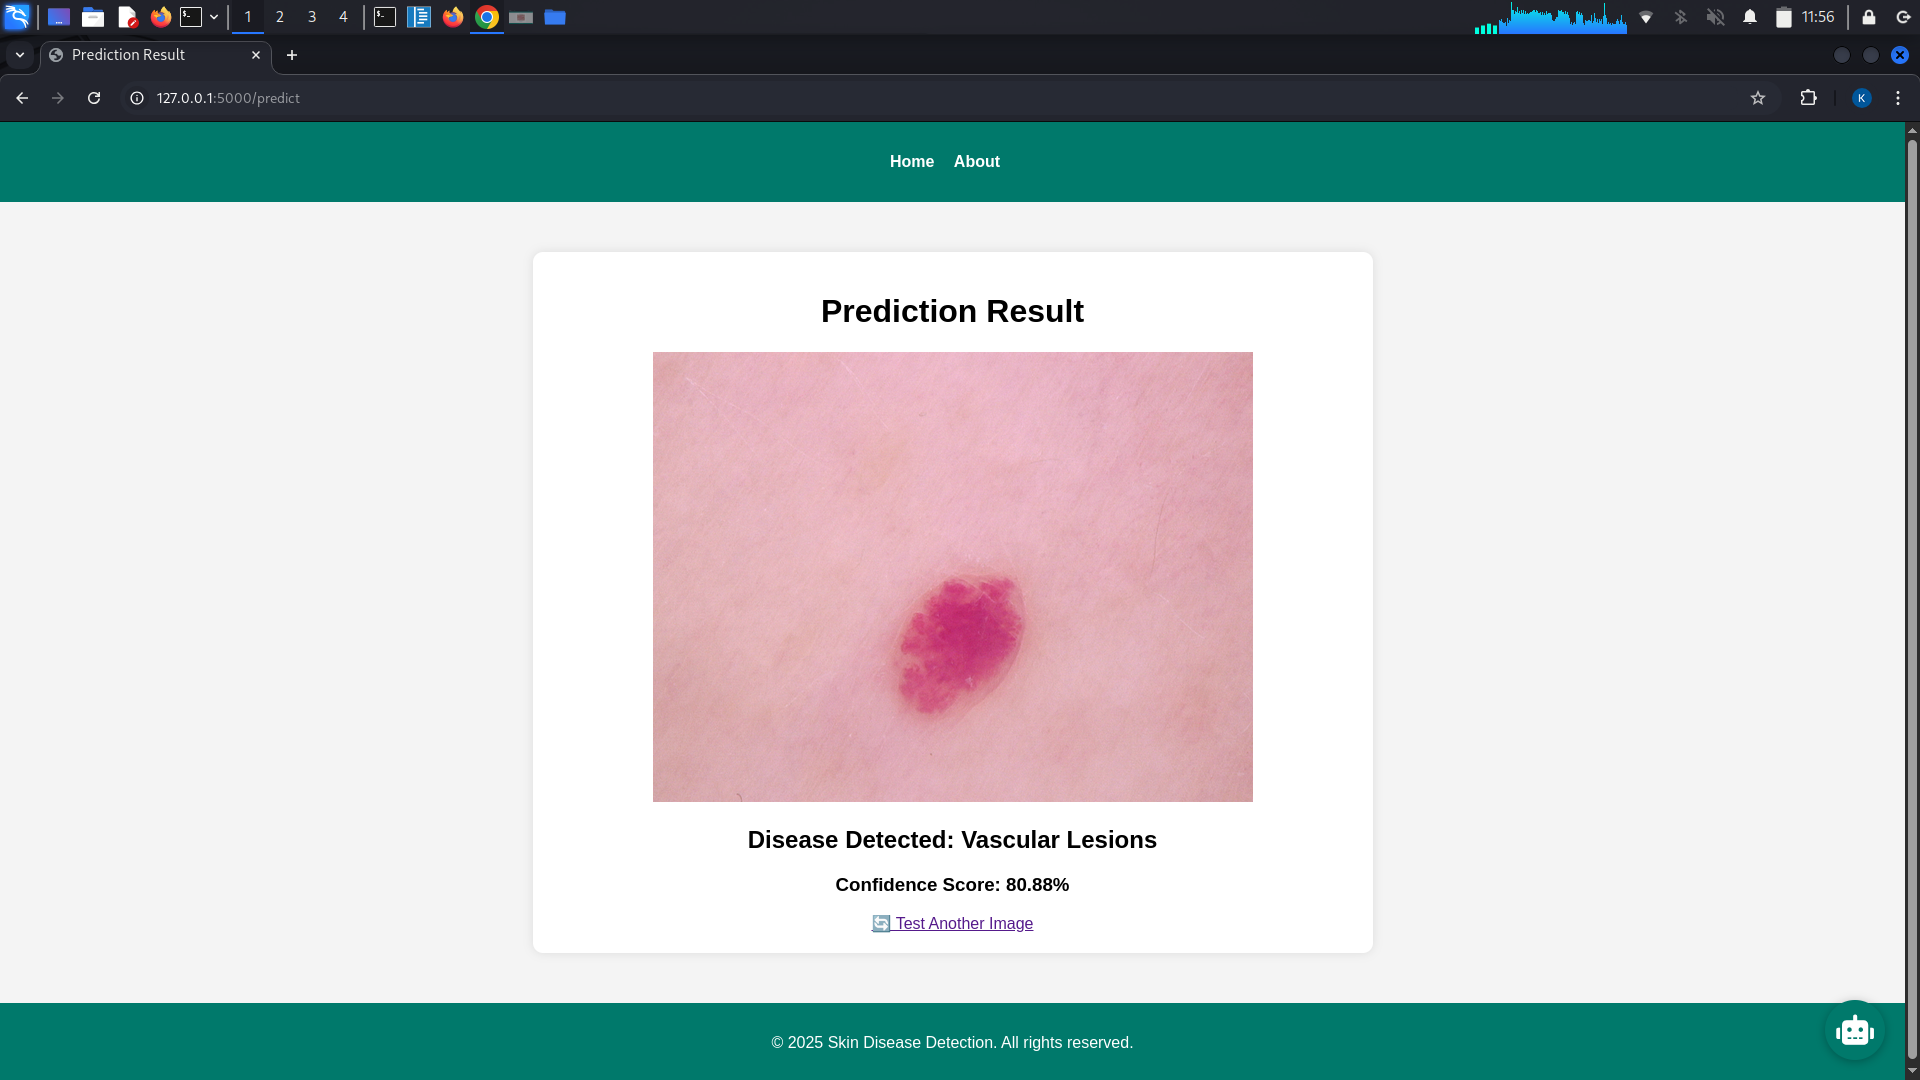 1 2 3 4 11:56
Prediction Result
127.0.0.1:5000/predict
K
Home About
Prediction Result
Disease Detected: Vascular Lesions
Confidence Score: 80.88%
🔄 Test Another Image
© 2025 Skin Disease Detection. All rights reserved.